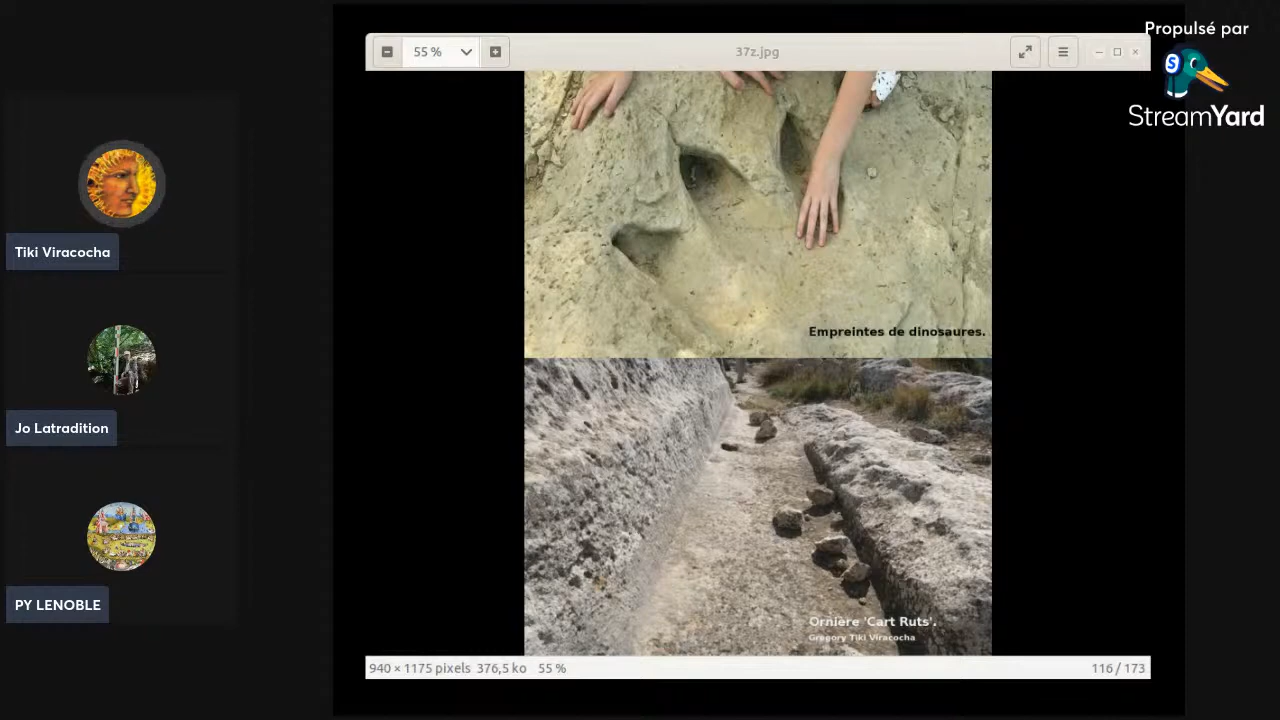 Propulsé par
StreamYard
55 %
37z.jpg
Tiki Viracocha
Jo Latradition
PY LENOBLE
Empreintes de dinosaures.
Ornière 'Cart Ruts'.
Gregory Tiki Viracocha
940 × 1175 pixels 376,5 ko 55 %
116 / 173